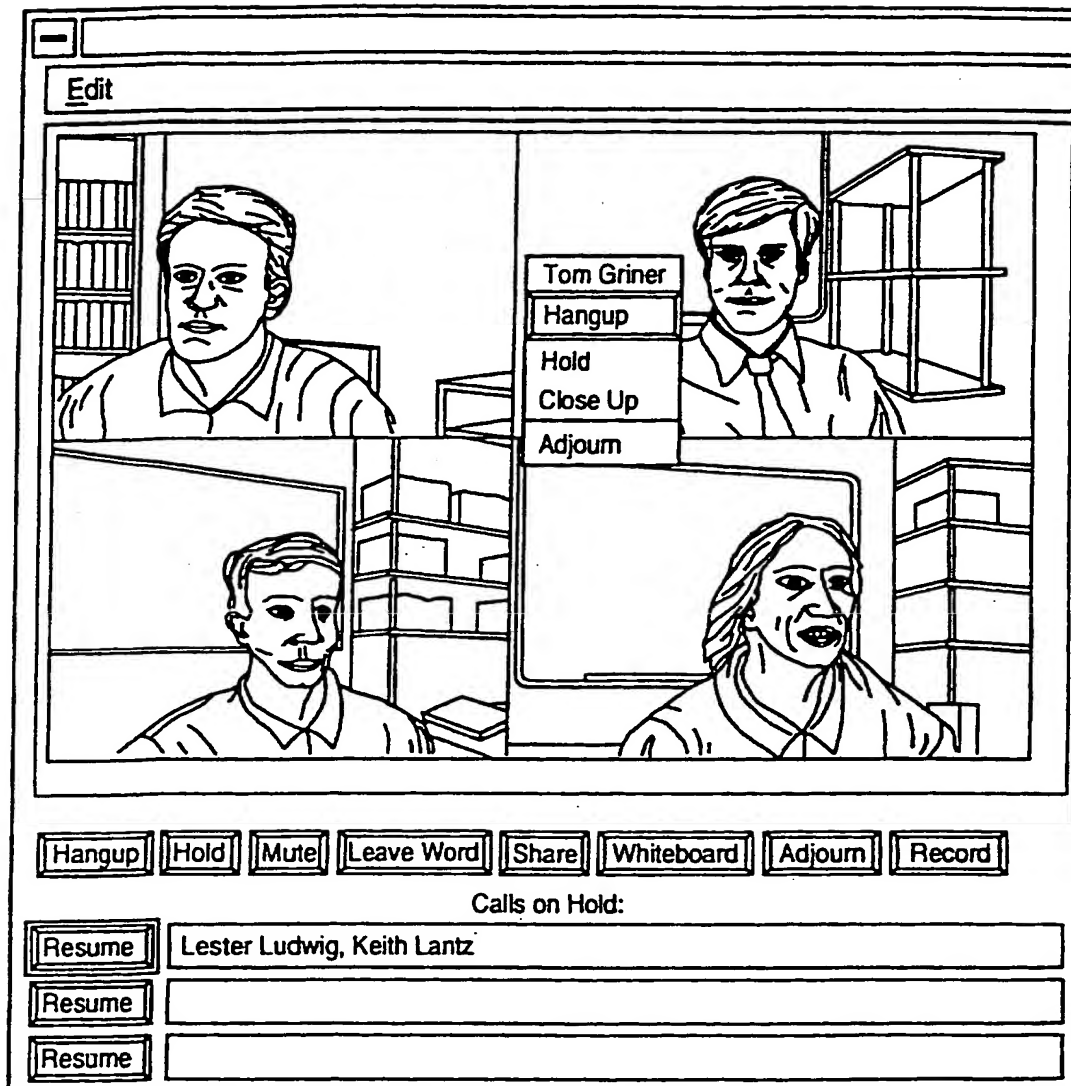 Edit
Tom Griner
Hangup
Hold
Close Up
Adjourn
Hangup Hold Mute Leave Word Share Whiteboard Adjourn Record
Calls on Hold:
Resume Lester Ludwig, Keith Lantz
Resume
Resume